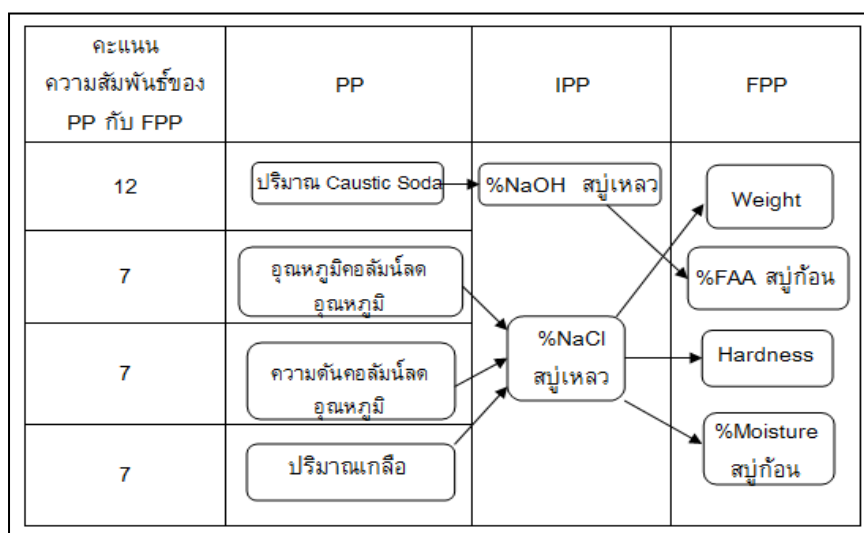 คะแนน
ความสัมพันธ์ของ
PP กับ FPP
PP
IPP
FPP
12
ปริมาณ Caustic Soda
%NaOH สบู่เหลว
Weight
7
อุณหภูมิคอลัมน์ลด
อุณหภูมิ
%FAA สบู่ก้อน
7
ความดันคอลัมน์ลด
อุณหภูมิ
%NaCl
สบู่เหลว
Hardness
7
ปริมาณเกลือ
%Moisture
สบู่ก้อน